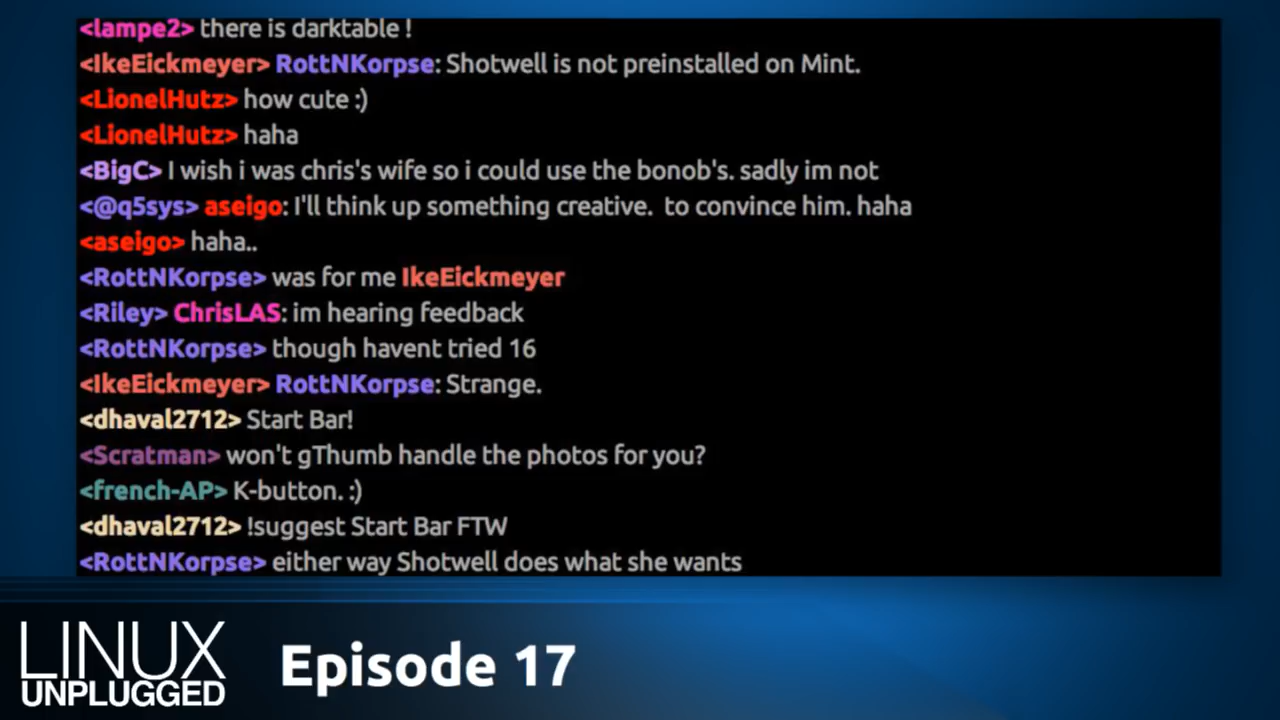 <lampe2> there is darktable !
<IkeEickmeyer> RottNKorpse: Shotwell is not preinstalled on Mint.
<LionelHutz> how cute :)
<LionelHutz> haha
<BigC> I wish i was chris's wife so i could use the bonob's. sadly im not
<@q5sys> aseigo: I'll think up something creative.  to convince him. haha
<aseigo> haha..
<RottNKorpse> was for me IkeEickmeyer
<Riley> ChrisLAS: im hearing feedback
<RottNKorpse> though havent tried 16
<IkeEickmeyer> RottNKorpse: Strange.
<dhaval2712> Start Bar!
<Scratman> won't gThumb handle the photos for you?
<french-AP> K-button. :)
<dhaval2712> !suggest Start Bar FTW
<RottNKorpse> either way Shotwell does what she wants
LINUX
UNPLUGGED
Episode 17